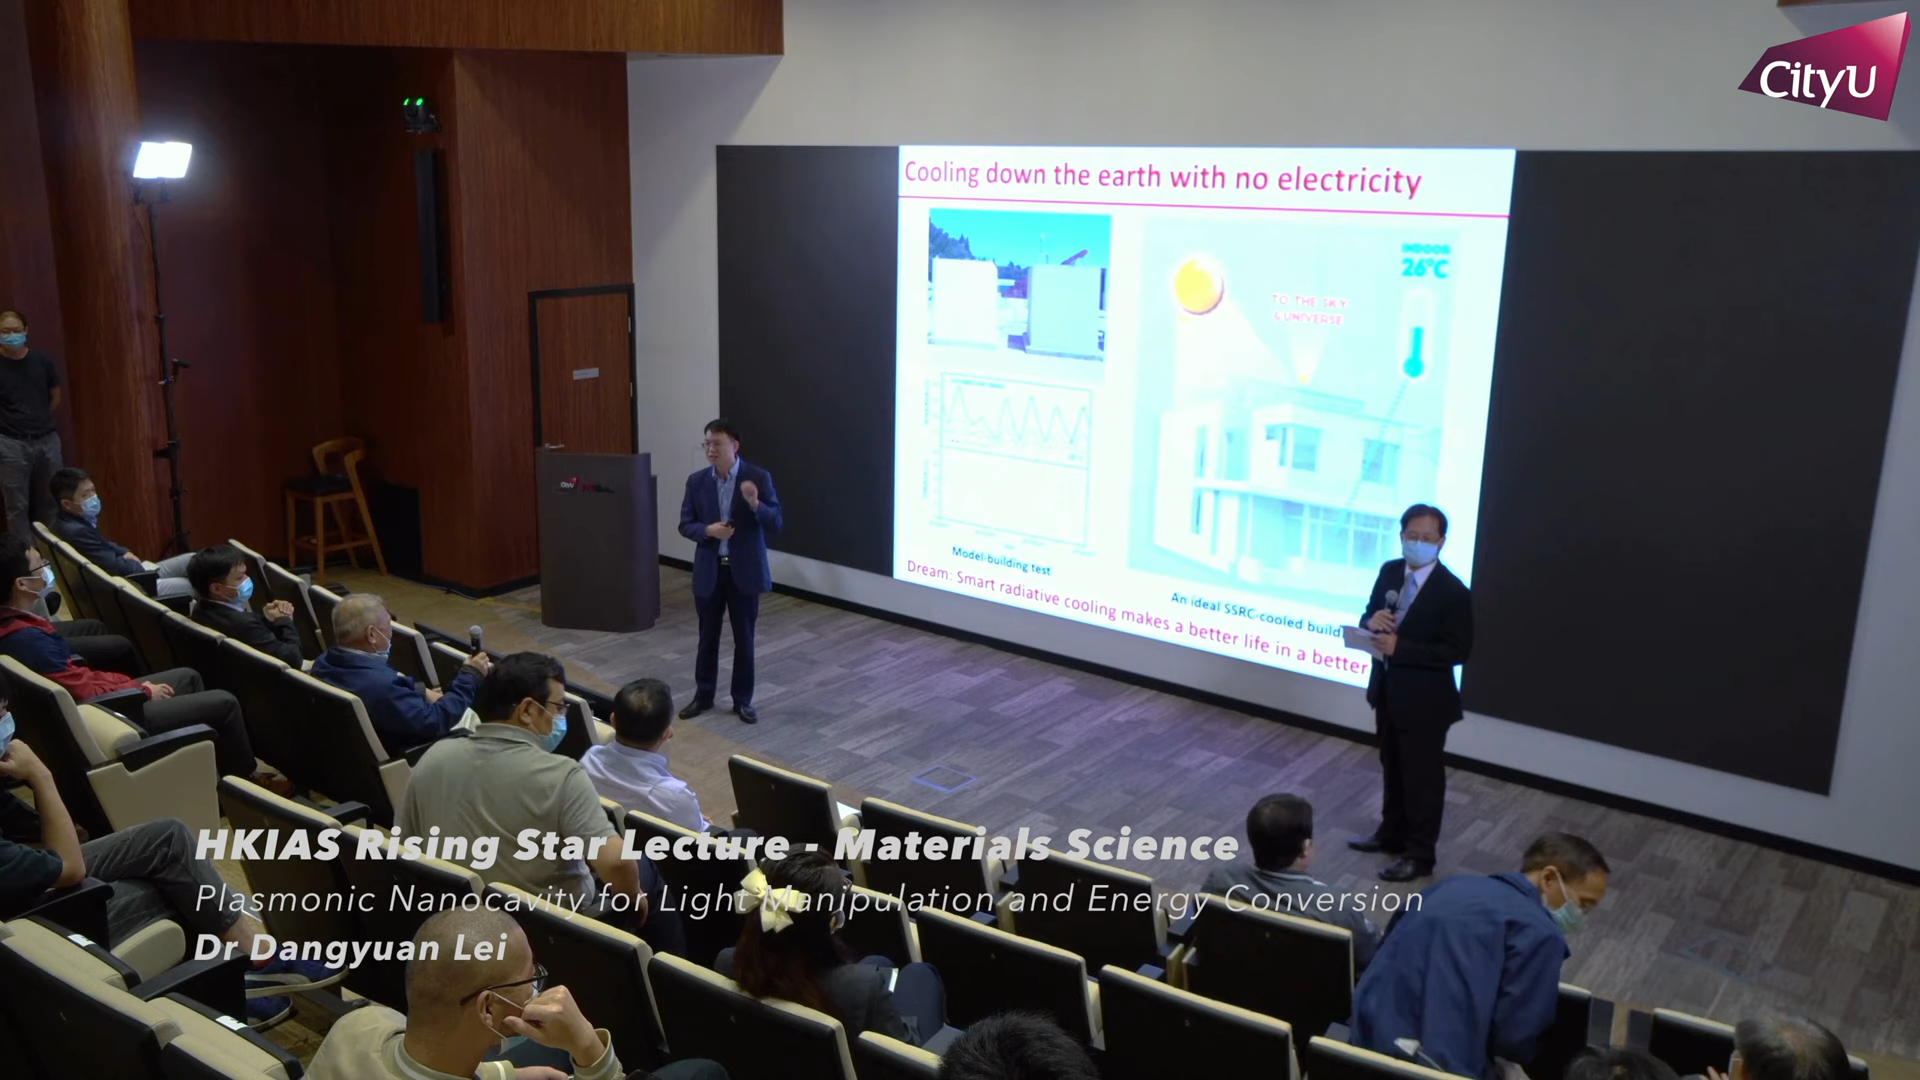 CityU
Cooling down the earth with no electricity
INDOOR
26°C
TO THE SKY
& UNIVERSE
Model-building test
An ideal SSRC-cooled build
Dream: Smart radiative cooling makes a better life in a better
CityU
HKIAS Rising Star Lecture - Materials Science
Plasmonic Nanocavity for Light Manipulation and Energy Conversion
Dr Dangyuan Lei